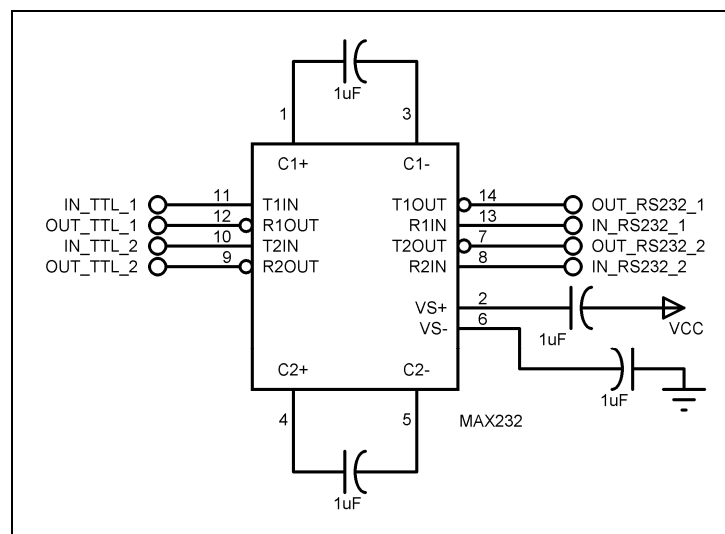 1uF
1 3
C1+ C1-
IN_TTL_1 11 T1IN T1OUT 14 OUT_RS232_1
OUT_TTL_1 12 R1OUT R1IN 13 IN_RS232_1
IN_TTL_2 10 T2IN T2OUT 7 OUT_RS232_2
OUT_TTL_2 9 R2OUT R2IN 8 IN_RS232_2
VS+ 2
VS- 6 1uF VCC
C2+ C2- 1uF
4 5 MAX232
1uF